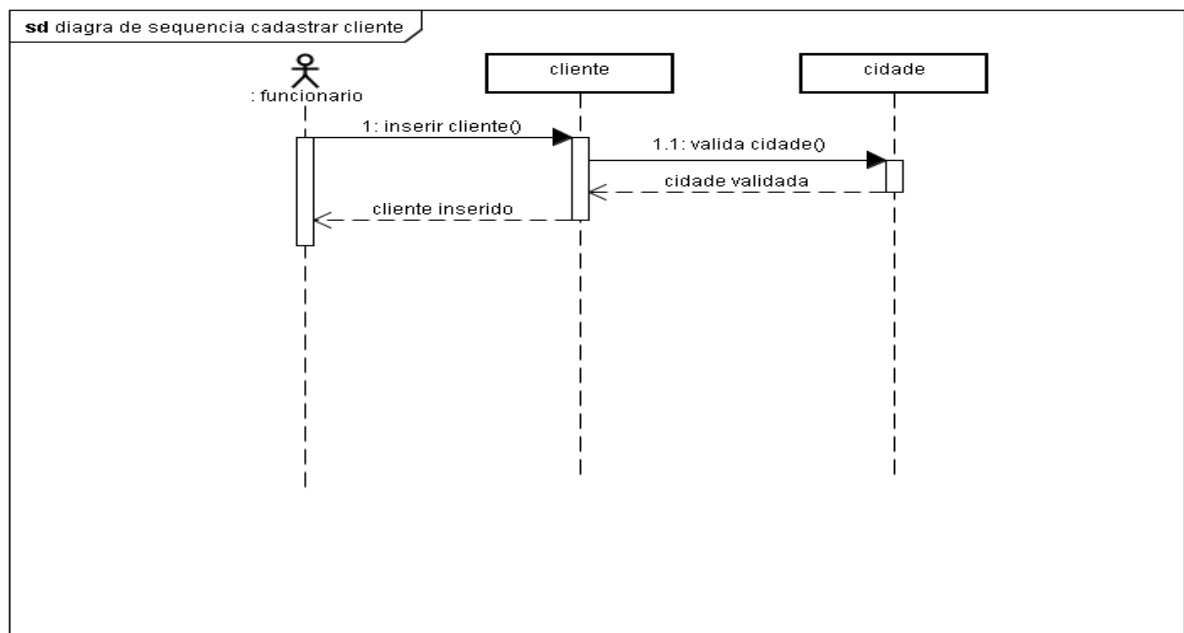 sd diagra de sequencia cadastrar cliente
cliente
cidade
: funcionario
1: inserir cliente()
1.1: valida cidade()
cidade validada
cliente inserido